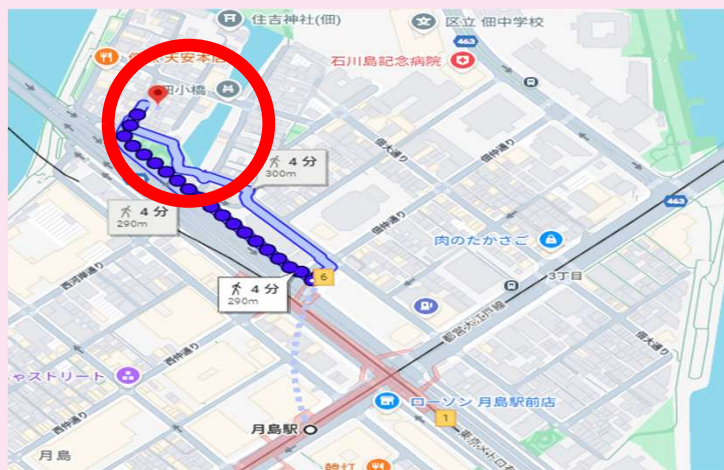 住吉神社(佃)
区立 佃中学校
463
石川島記念病院
天安本店
佃小橋
佃大通り
佃仲通り
4 分
300m
463
4 分
290m
肉のたかさご
西河岸通り
6
3丁目
4 分
290m
都営大江戸線
西仲通り
佃仲通り
佃大通り
ストリート
ローソン 月島駅前店
1
西仲通り
月島駅
月島